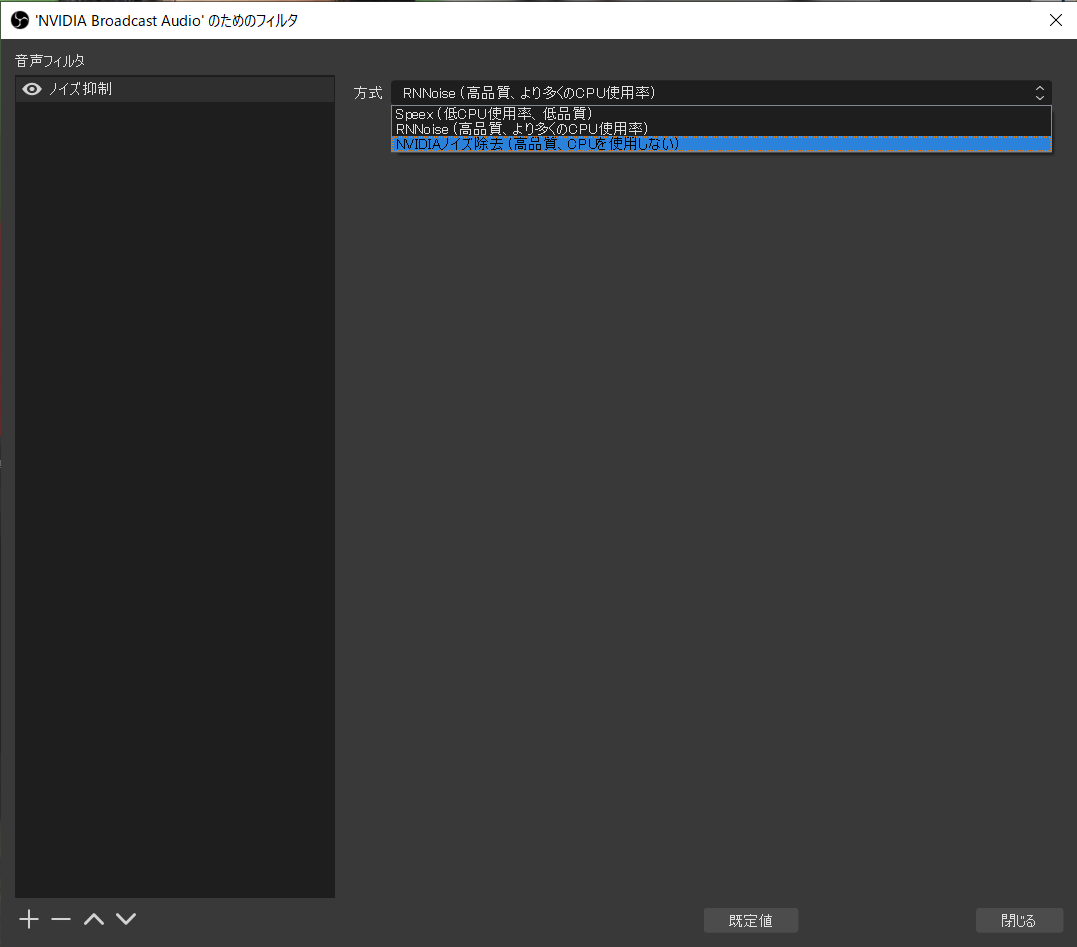 'NVIDIA Broadcast Audio' のためのフィルタ
音声フィルタ
ノイズ抑制
方式 RNNoise (高品質、より多くのCPU使用率)
Speex (低CPU使用率、低品質)
RNNoise (高品質、より多くのCPU使用率)
NVIDIAノイズ除去 (高品質、CPUを使用しない)
既定値
閉じる